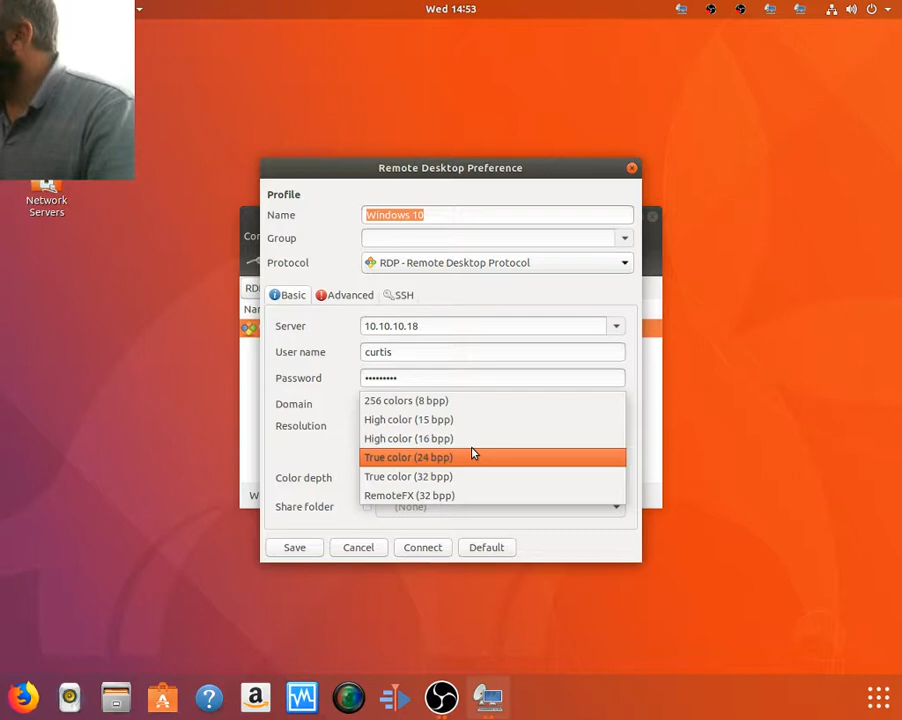 Wed 14:53
Remote Desktop Preference
Profile
Name
Windows 10
Group
Protocol
RDP - Remote Desktop Protocol
Basic
Advanced
SSH
Server
10.10.10.18
User name
curtis
Password
•••••••••
Domain
Resolution
Color depth
256 colors (8 bpp)
High color (15 bpp)
High color (16 bpp)
True color (24 bpp)
True color (32 bpp)
RemoteFX (32 bpp)
Share folder
(None)
Save
Cancel
Connect
Default
Network
Servers
Con
RD
Nar
W